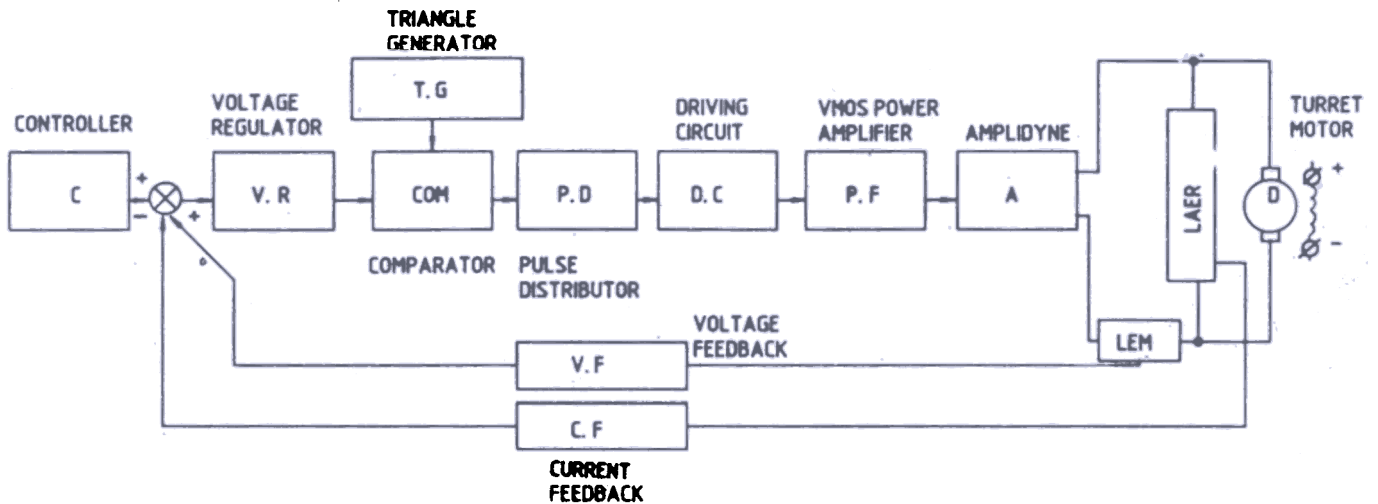 TRIANGLE
GENERATOR
T.G
CONTROLLER
VOLTAGE
REGULATOR
DRIVING
CIRCUIT
VMOS POWER
AMPLIFIER
AMPLIDYNE
TURRET
MOTOR
C
+
-
+
V.R
COM
P.D
D.C
P.F
A
LAER
D
+
-
COMPARATOR
PULSE
DISTRIBUTOR
VOLTAGE
FEEDBACK
LEM
V.F
C.F
CURRENT
FEEDBACK